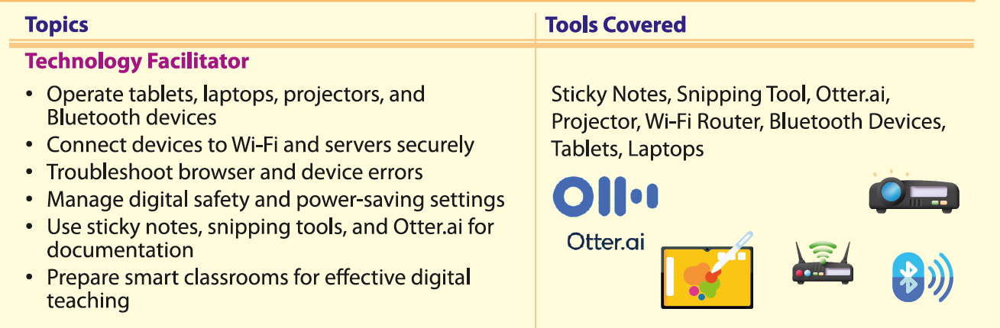 Topics
Tools Covered
Technology Facilitator
• Operate tablets, laptops, projectors, and
Bluetooth devices
• Connect devices to Wi-Fi and servers securely
• Troubleshoot browser and device errors
• Manage digital safety and power-saving settings
• Use sticky notes, snipping tools, and Otter.ai for
documentation
• Prepare smart classrooms for effective digital
teaching
Sticky Notes, Snipping Tool, Otter.ai,
Projector, Wi-Fi Router, Bluetooth Devices,
Tablets, Laptops
Otter.ai